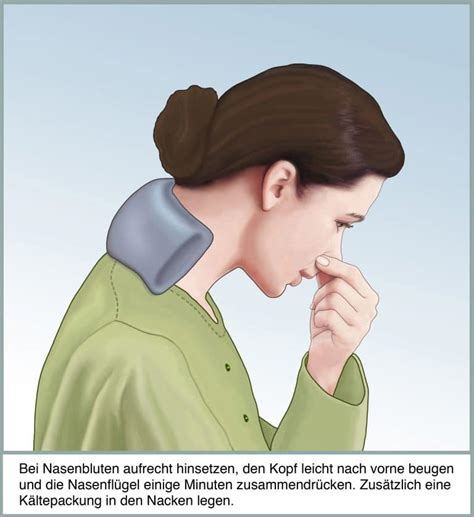 Bei Nasenbluten aufrecht hinsetzen, den Kopf leicht nach vorne beugen
und die Nasenflügel einige Minuten zusammendrücken. Zusätzlich eine
Kältepackung in den Nacken legen.